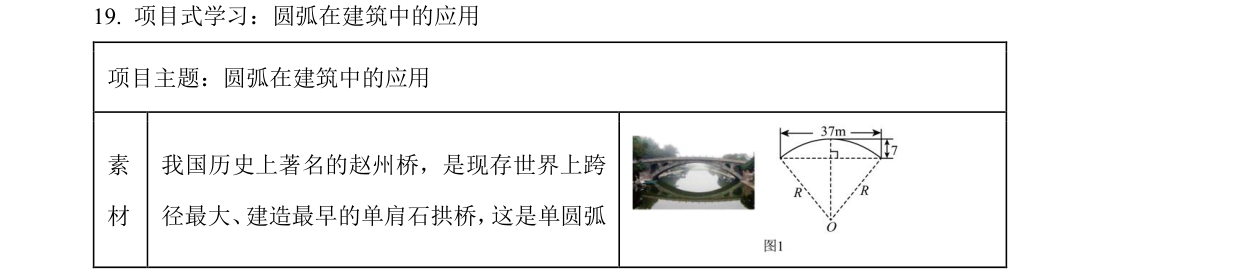 19. 项目式学习：圆弧在建筑中的应用
项目主题：圆弧在建筑中的应用
素
材
我国历史上著名的赵州桥，是现存世界上跨
径最大、建造最早的单肩石拱桥，这是单圆弧
37m
7
R
R
O
图1